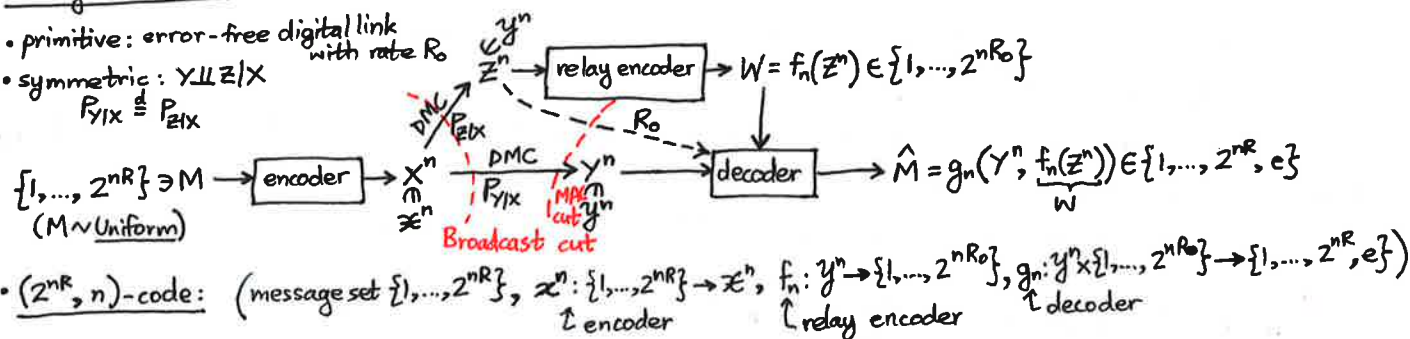 • primitive: error-free digital link
with rate R₀
• symmetric: Y⫫Z|X
P_{Y|X} =^d P_{Z|X}
𝒴ⁿ
Zⁿ
relay encoder
W = fₙ(Zⁿ) ∈ {1,...,2^{nR₀}}
DMC
P_{Z|X}
R₀
{1,...,2^{nR}} ∋ M
(M ~ Uniform)
encoder
Xⁿ
𝒳ⁿ
DMC
P_{Y|X}
Yⁿ
𝒴ⁿ
MAC cut
Broadcast cut
decoder
M̂ = gₙ(Yⁿ, fₙ(Zⁿ)) ∈ {1,...,2^{nR}, e}
W
• (2^{nR}, n)-code: (message set {1,...,2^{nR}}, xⁿ: {1,...,2^{nR}} → 𝒳ⁿ, fₙ: 𝒴ⁿ → {1,...,2^{nR₀}}, gₙ: 𝒴ⁿ × {1,...,2^{nR₀}} → {1,...,2^{nR}, e})
↑ encoder
↑ relay encoder
↑ decoder